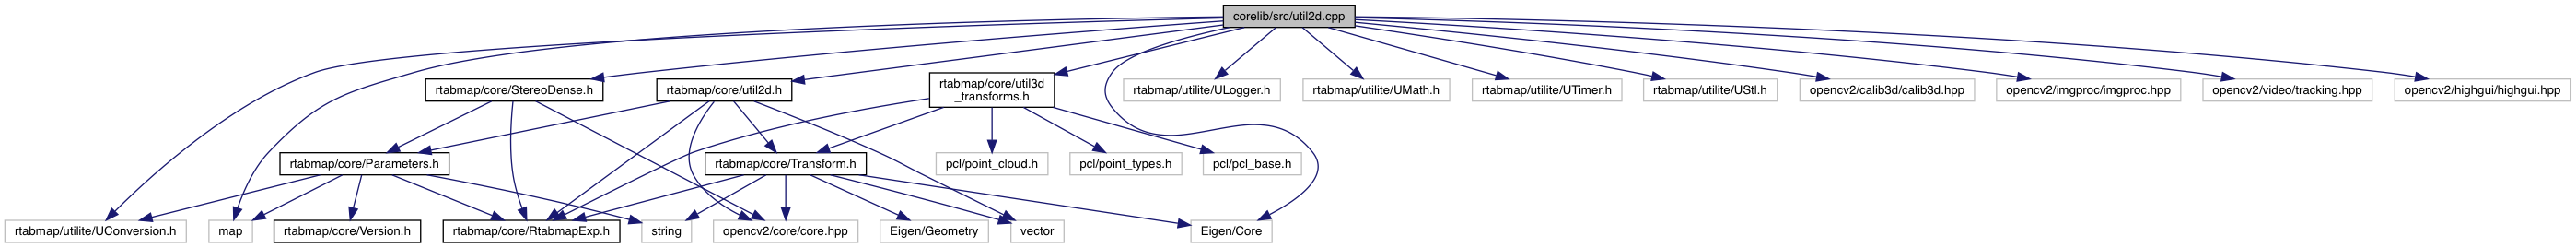 corelib/src/util2d.cpp
rtabmap/core/StereoDense.h
rtabmap/core/util2d.h
rtabmap/core/util3d
_transforms.h
rtabmap/utilite/ULogger.h
rtabmap/utilite/UMath.h
rtabmap/utilite/UTimer.h
rtabmap/utilite/UStl.h
opencv2/calib3d/calib3d.hpp
opencv2/imgproc/imgproc.hpp
opencv2/video/tracking.hpp
opencv2/highgui/highgui.hpp
rtabmap/core/Parameters.h
rtabmap/core/Transform.h
pcl/point_cloud.h
pcl/point_types.h
pcl/pcl_base.h
rtabmap/utilite/UConversion.h
map
rtabmap/core/Version.h
rtabmap/core/RtabmapExp.h
string
opencv2/core/core.hpp
Eigen/Geometry
vector
Eigen/Core